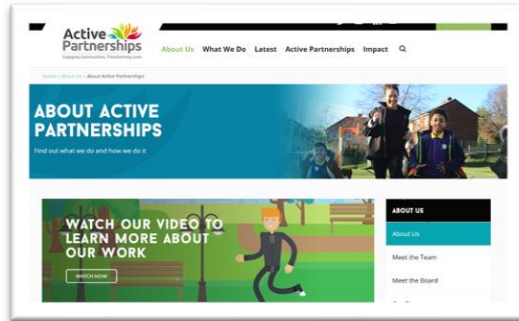 Active
Partnerships
Engaging Communities, Transforming Lives
About Us What We Do Latest Active Partnerships Impact
Home > About Us > About Active Partnerships
ABOUT ACTIVE
PARTNERSHIPS
Find out what we do and how we do it
WATCH OUR VIDEO TO
LEARN MORE ABOUT
OUR WORK
WATCH NOW
ABOUT US
About Us
Meet the Team
Meet the Board